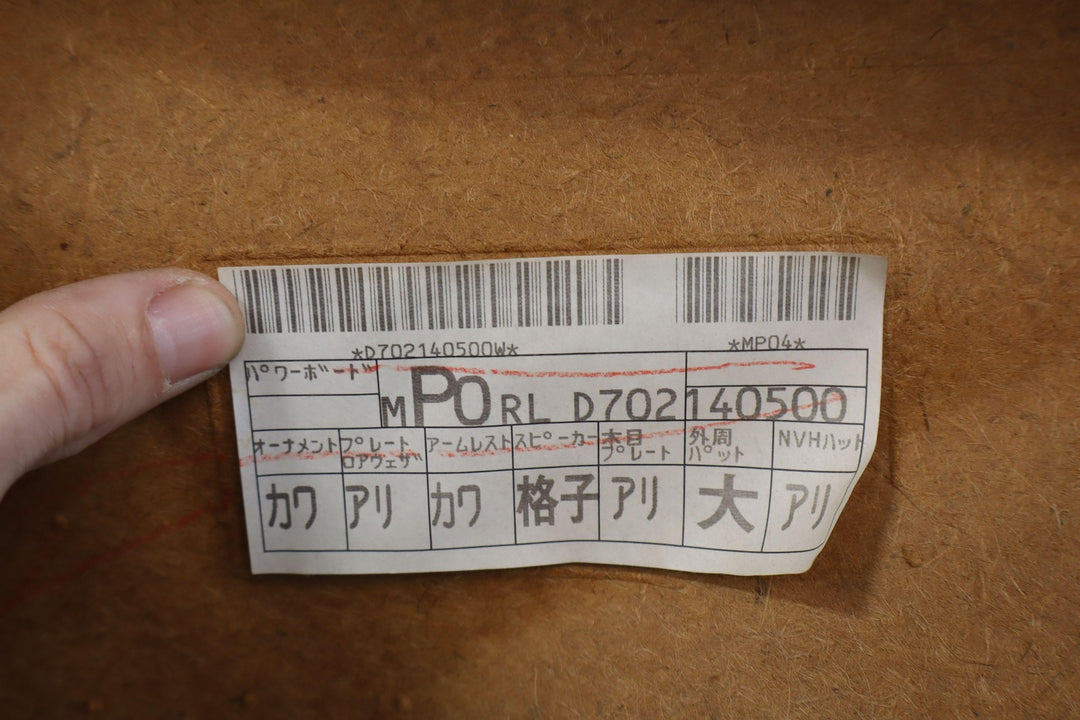 *D702140500W* *MP04*
パワーボード
MPORL D702140500
オーナメント プレート アームレスト スピーカー 木目 外周 NVHハット
ロアウェザ プレート パット
カワ アリ カワ 格子 アリ 大 アリ